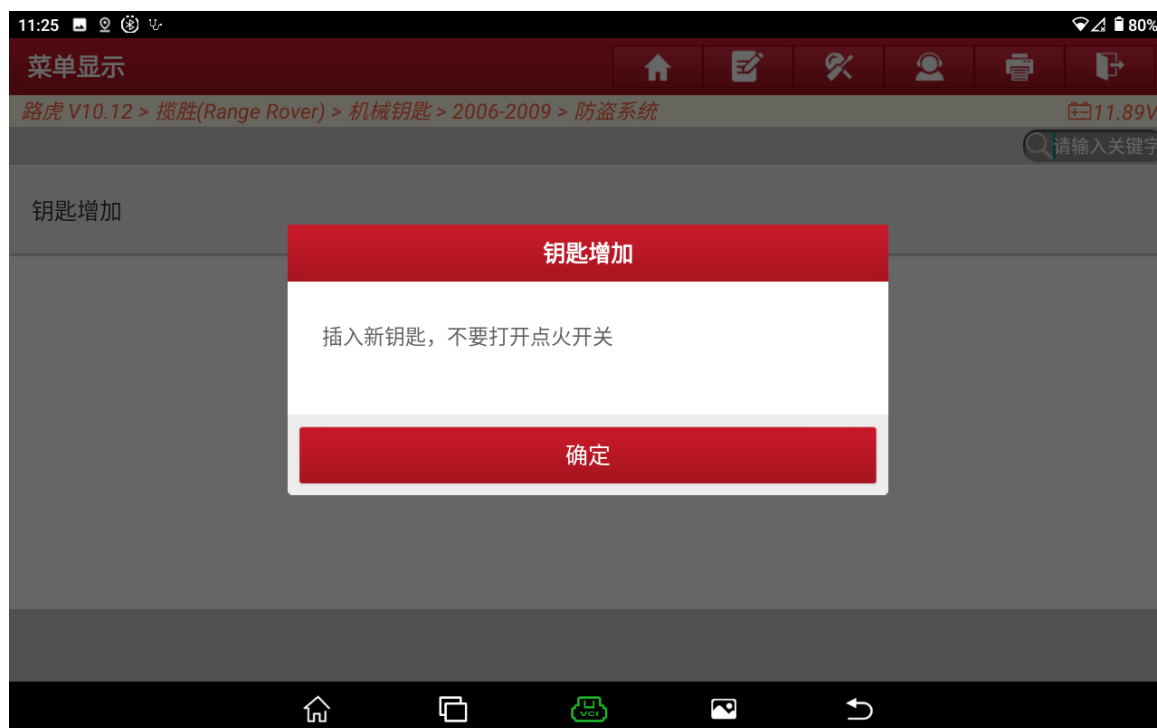 11:25
80%
菜单显示
路虎 V10.12 > 揽胜(Range Rover) > 机械钥匙 > 2006-2009 > 防盗系统
11.89V
请输入关键字
钥匙增加
钥匙增加
插入新钥匙，不要打开点火开关
确定
VCI